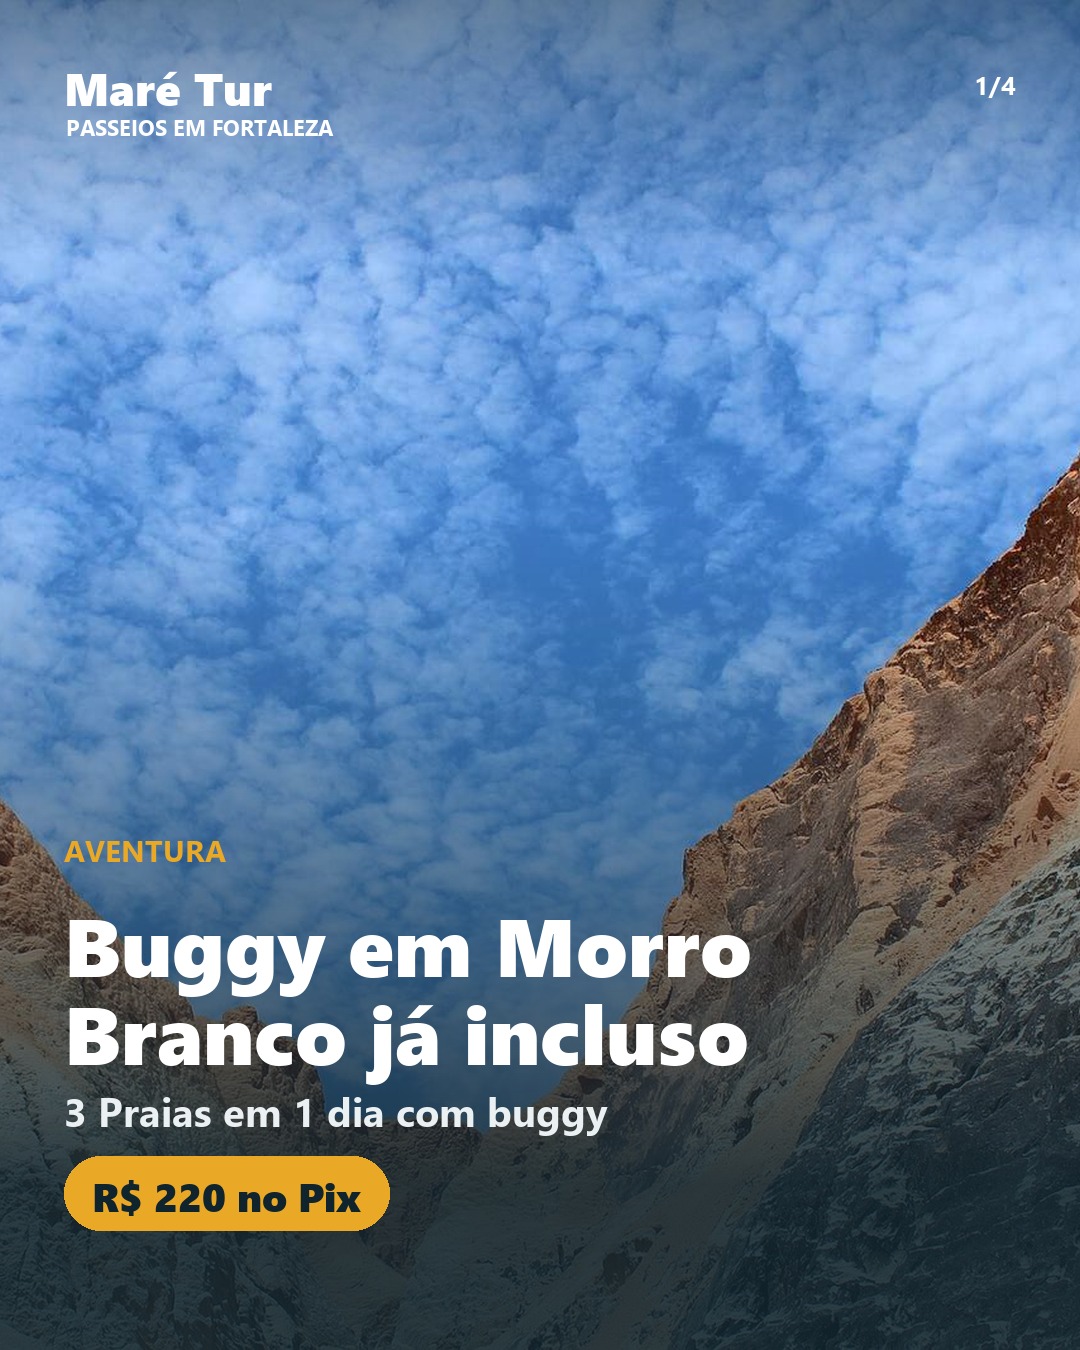 Maré Tur
PASSEIOS EM FORTALEZA
1/4
AVENTURA
Buggy em Morro
Branco já incluso
3 Praias em 1 dia com buggy
R$ 220 no Pix